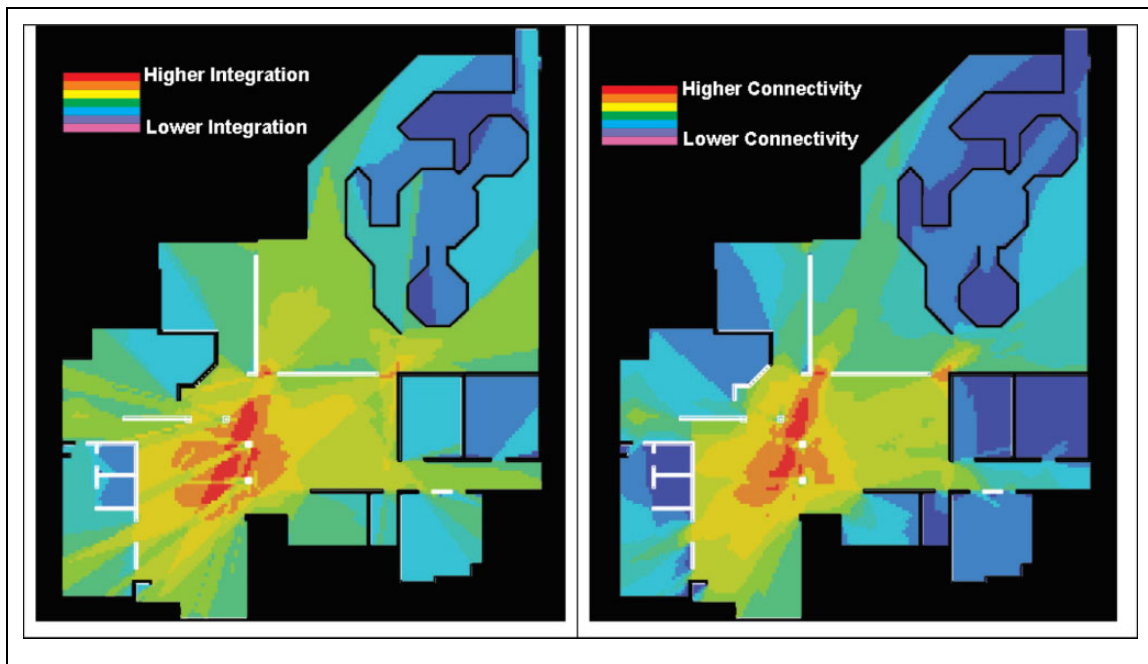 Higher Integration
Lower Integration
Higher Connectivity
Lower Connectivity